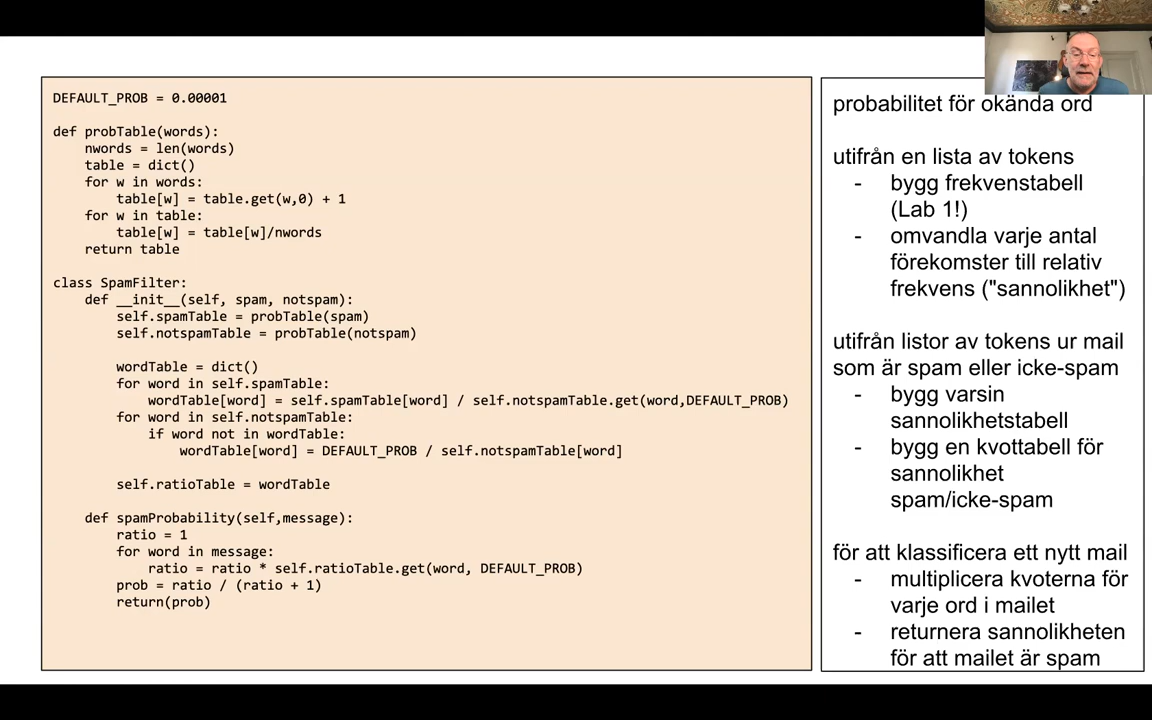 DEFAULT_PROB = 0.00001
def probTable(words):
nwords = len(words)
table = dict()
for w in words:
table[w] = table.get(w,0) + 1
for w in table:
table[w] = table[w]/nwords
return table
class SpamFilter:
def __init__(self, spam, notspam):
self.spamTable = probTable(spam)
self.notspamTable = probTable(notspam)
wordTable = dict()
for word in self.spamTable:
wordTable[word] = self.spamTable[word] / self.notspamTable.get(word,DEFAULT_PROB)
for word in self.notspamTable:
if word not in wordTable:
wordTable[word] = DEFAULT_PROB / self.notspamTable[word]
self.ratioTable = wordTable
def spamProbability(self,message):
ratio = 1
for word in message:
ratio = ratio * self.ratioTable.get(word, DEFAULT_PROB)
prob = ratio / (ratio + 1)
return(prob)
probabilitet för okända ord
utifrån en lista av tokens
- bygg frekvenstabell
(Lab 1!)
- omvandla varje antal
förekomster till relativ
frekvens ("sannolikhet")
utifrån listor av tokens ur mail
som är spam eller icke-spam
- bygg varsin
sannolikhetstabell
- bygg en kvottabell för
sannolikhet
spam/icke-spam
för att klassificera ett nytt mail
- multiplicera kvoterna för
varje ord i mailet
- returnera sannolikheten
för att mailet är spam